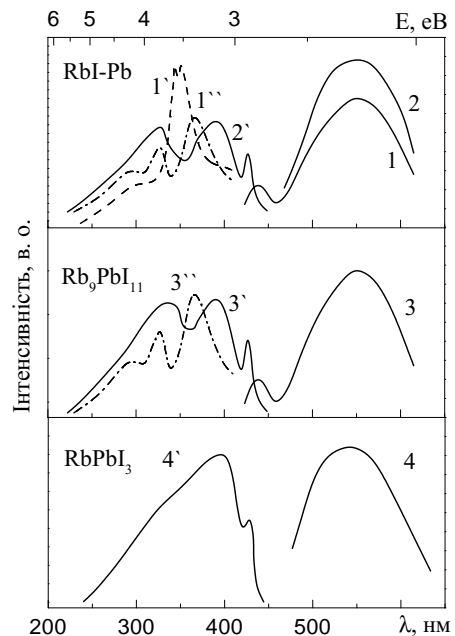 6 5 4 3 E, еВ
RbI-Pb
1` 1`` 2` 2 1
Rb₉PbI₁₁
3`` 3` 3
RbPbI₃
4` 4
Інтенсивність, в. о.
200 300 400 500 λ, нм